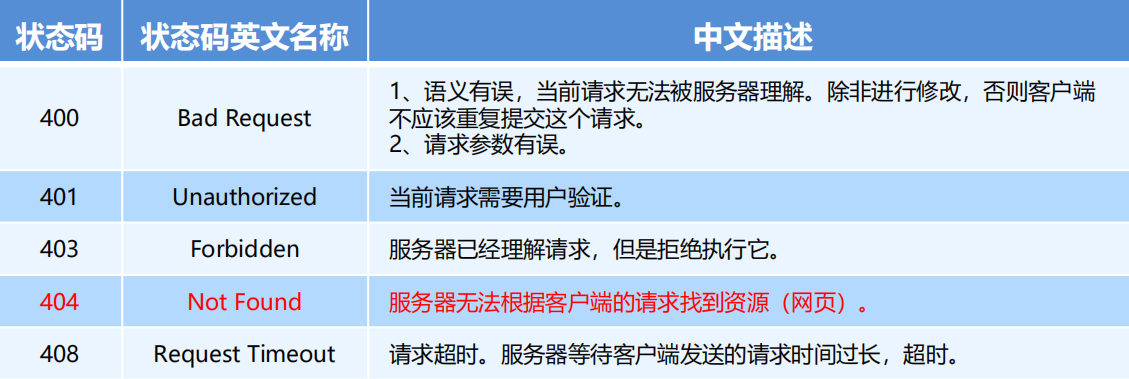 状态码 状态码英文名称 中文描述
400 Bad Request 1、语义有误，当前请求无法被服务器理解。除非进行修改，否则客户端
不应该重复提交这个请求。
2、请求参数有误。
401 Unauthorized 当前请求需要用户验证。
403 Forbidden 服务器已经理解请求，但是拒绝执行它。
404 Not Found 服务器无法根据客户端的请求找到资源（网页）。
408 Request Timeout 请求超时。服务器等待客户端发送的请求时间过长，超时。